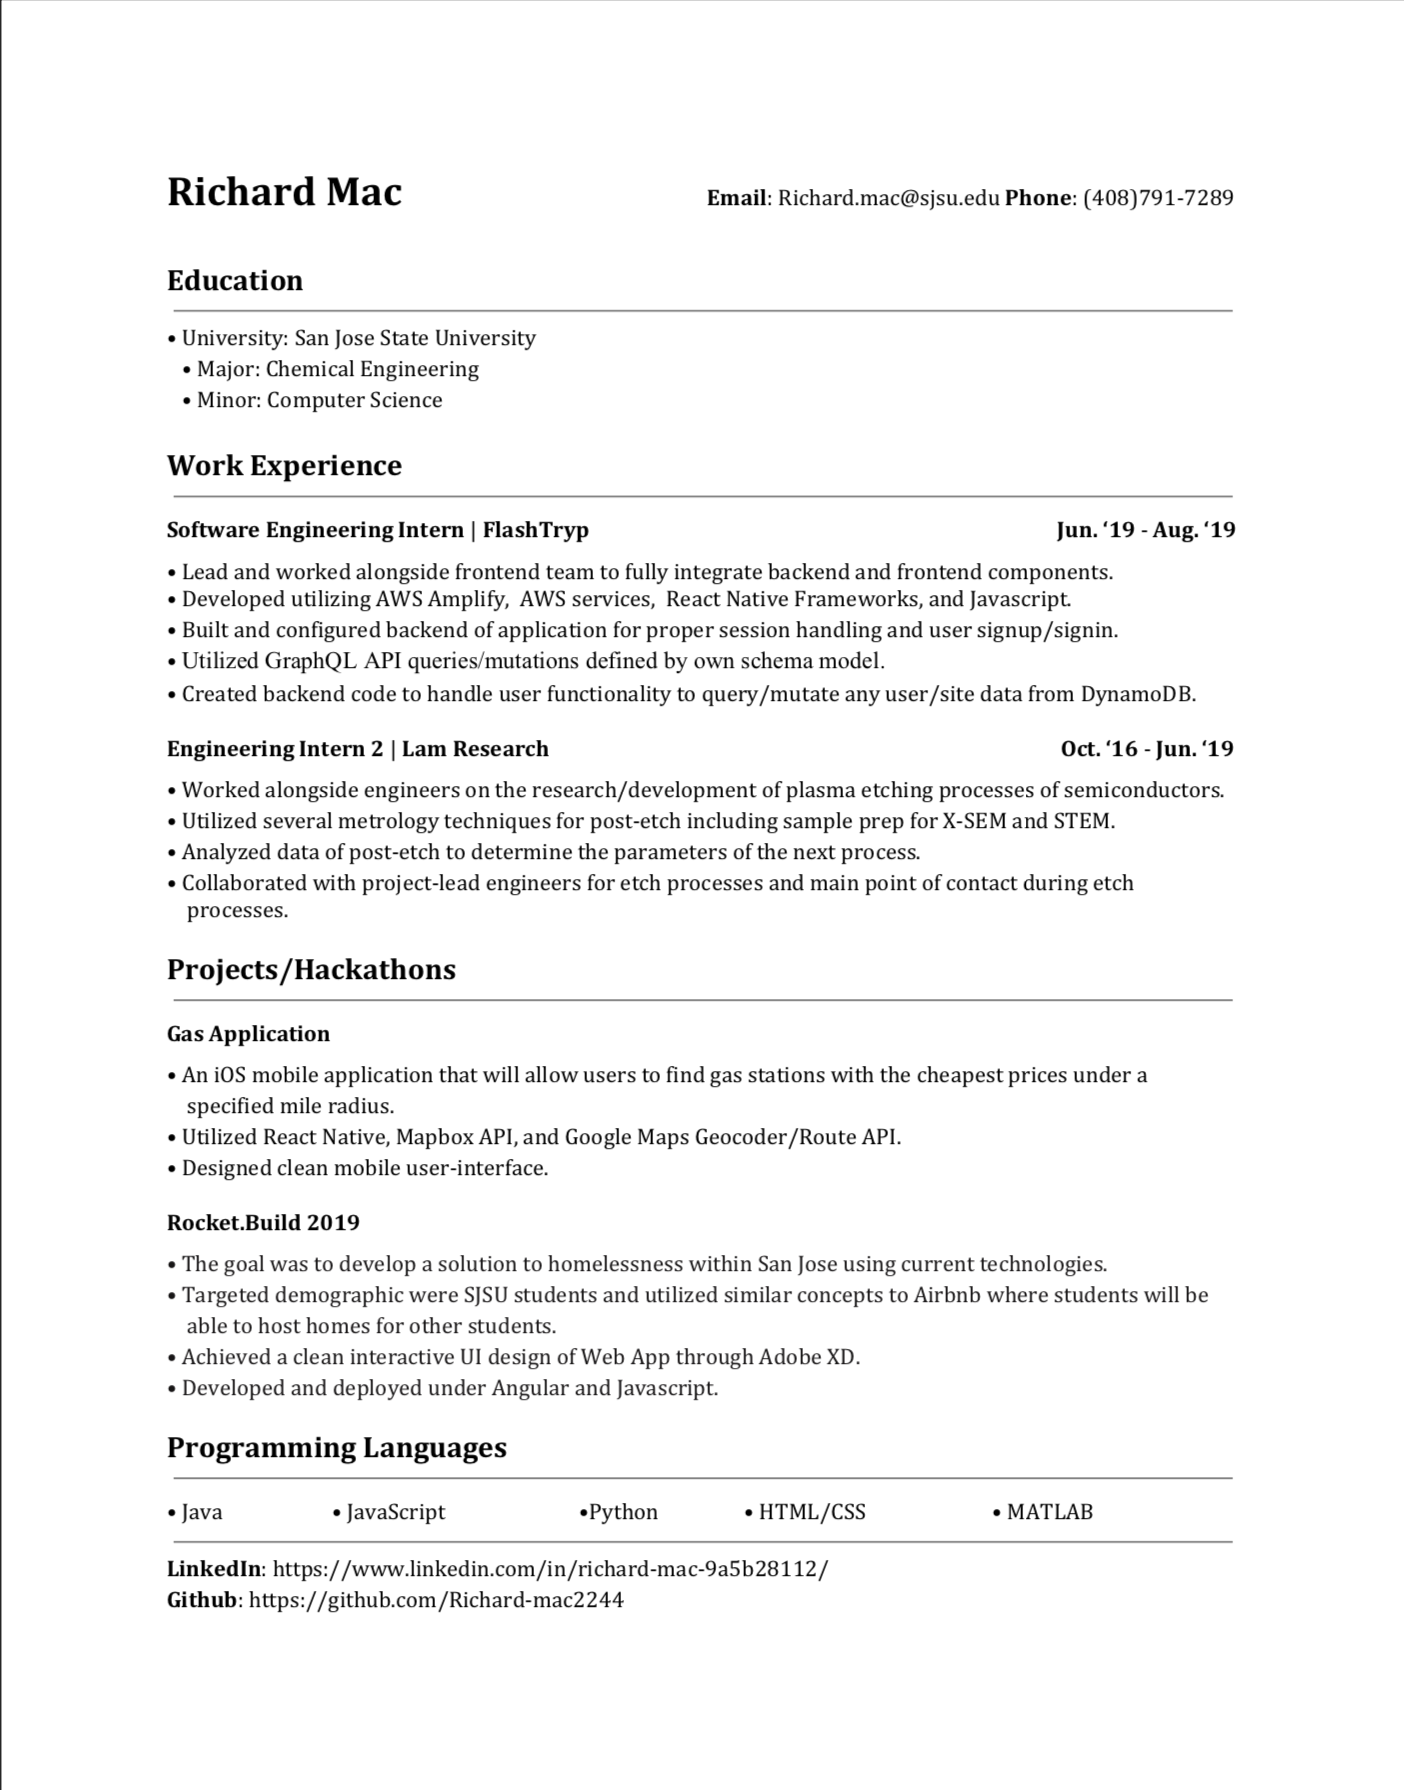 Richard Mac
Email: Richard.mac@sjsu.edu Phone: (408)791-7289
Education
• University: San Jose State University
• Major: Chemical Engineering
• Minor: Computer Science
Work Experience
Software Engineering Intern | FlashTryp Jun. ‘19 - Aug. ‘19
• Lead and worked alongside frontend team to fully integrate backend and frontend components.
• Developed utilizing AWS Amplify, AWS services, React Native Frameworks, and Javascript.
• Built and configured backend of application for proper session handling and user signup/signin.
• Utilized GraphQL API queries/mutations defined by own schema model.
• Created backend code to handle user functionality to query/mutate any user/site data from DynamoDB.
Engineering Intern 2 | Lam Research Oct. ‘16 - Jun. ‘19
• Worked alongside engineers on the research/development of plasma etching processes of semiconductors.
• Utilized several metrology techniques for post-etch including sample prep for X-SEM and STEM.
• Analyzed data of post-etch to determine the parameters of the next process.
• Collaborated with project-lead engineers for etch processes and main point of contact during etch
processes.
Projects/Hackathons
Gas Application
• An iOS mobile application that will allow users to find gas stations with the cheapest prices under a
specified mile radius.
• Utilized React Native, Mapbox API, and Google Maps Geocoder/Route API.
• Designed clean mobile user-interface.
Rocket.Build 2019
• The goal was to develop a solution to homelessness within San Jose using current technologies.
• Targeted demographic were SJSU students and utilized similar concepts to Airbnb where students will be
able to host homes for other students.
• Achieved a clean interactive UI design of Web App through Adobe XD.
• Developed and deployed under Angular and Javascript.
Programming Languages
• Java • JavaScript •Python • HTML/CSS • MATLAB
LinkedIn: https://www.linkedin.com/in/richard-mac-9a5b28112/
Github: https://github.com/Richard-mac2244